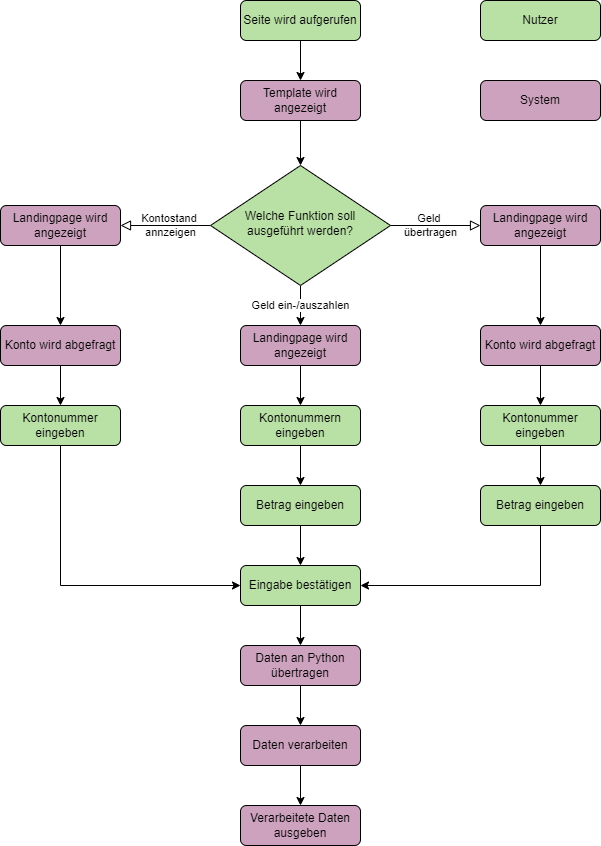 Seite wird aufgerufen
Nutzer
Template wird
angezeigt
System
Welche Funktion soll
ausgeführt werden?
Kontostand
annzeigen
Geld
übertragen
Landingpage wird
angezeigt
Landingpage wird
angezeigt
Geld ein-/auszahlen
Konto wird abgefragt
Landingpage wird
angezeigt
Konto wird abgefragt
Kontonummer
eingeben
Kontonummern
eingeben
Kontonummer
eingeben
Betrag eingeben
Betrag eingeben
Eingabe bestätigen
Daten an Python
übertragen
Daten verarbeiten
Verarbeitete Daten
ausgeben